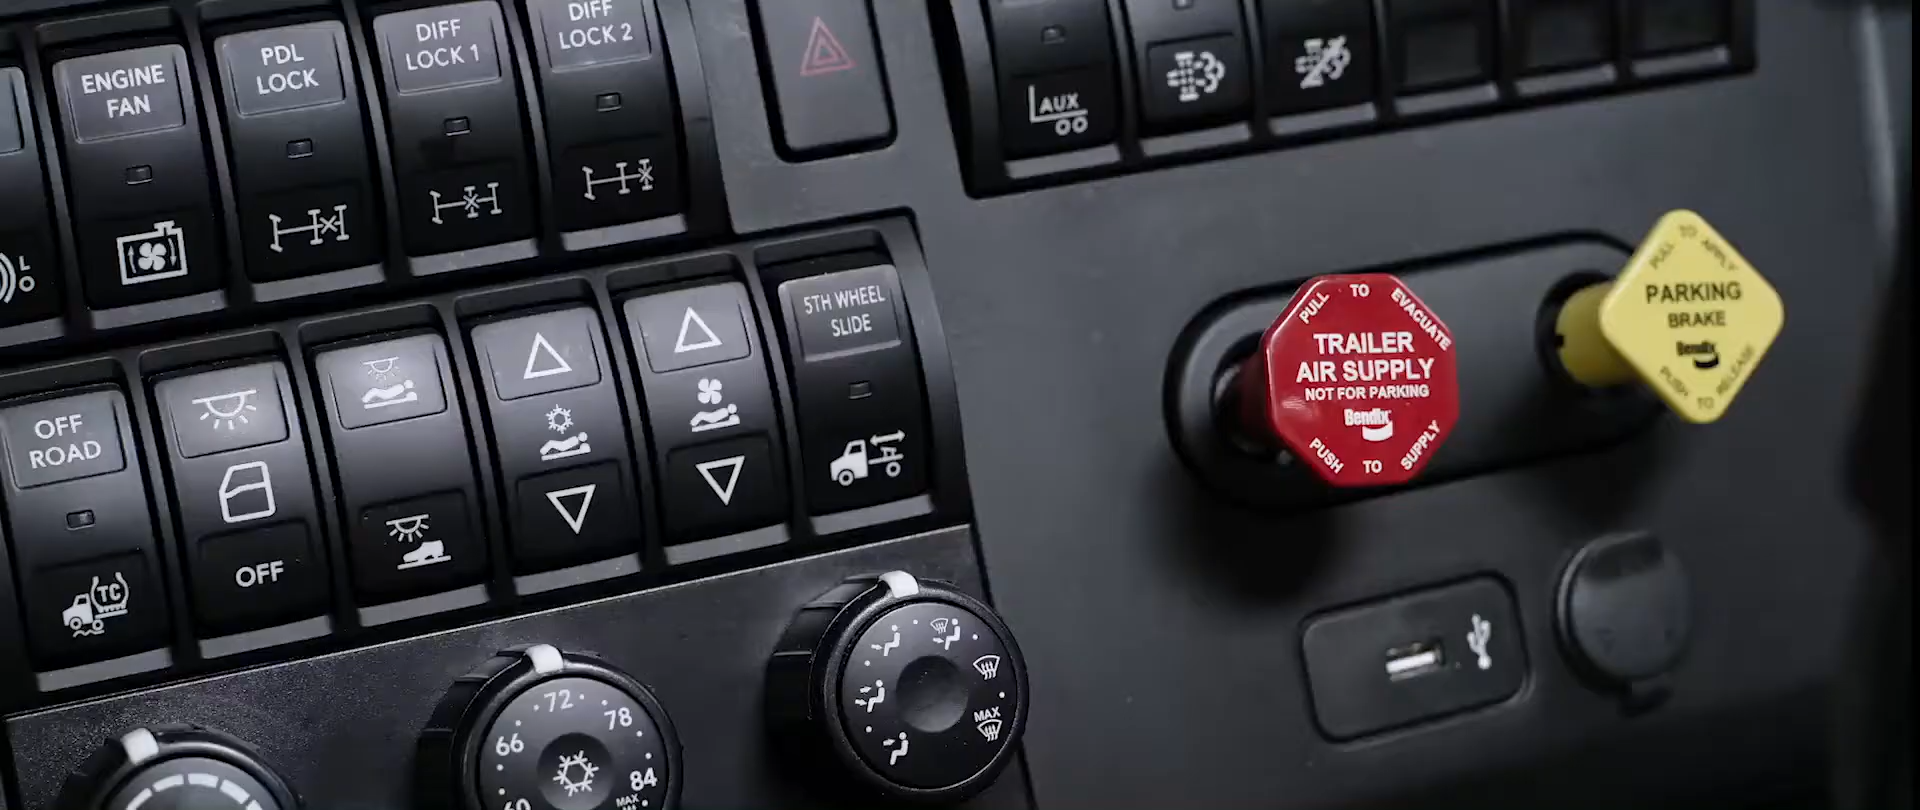 ENGINE
FAN
PDL
LOCK
DIFF
LOCK 1
DIFF
LOCK 2
L
O
AUX
OFF
ROAD
TC
OFF
5TH WHEEL
SLIDE
PULL TO EVACUATE
TRAILER
AIR SUPPLY
NOT FOR PARKING
Bendix
PUSH TO SUPPLY
PULL TO APPLY
PARKING
BRAKE
Bendix
PUSH TO RELEASE
60 66 72 78 84
MAX
MAX